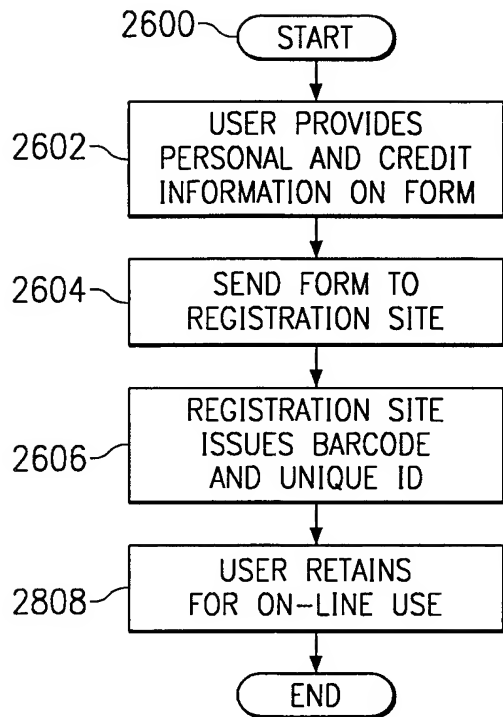 2600
START
2602
USER PROVIDES
PERSONAL AND CREDIT
INFORMATION ON FORM
2604
SEND FORM TO
REGISTRATION SITE
2606
REGISTRATION SITE
ISSUES BARCODE
AND UNIQUE ID
2808
USER RETAINS
FOR ON-LINE USE
END